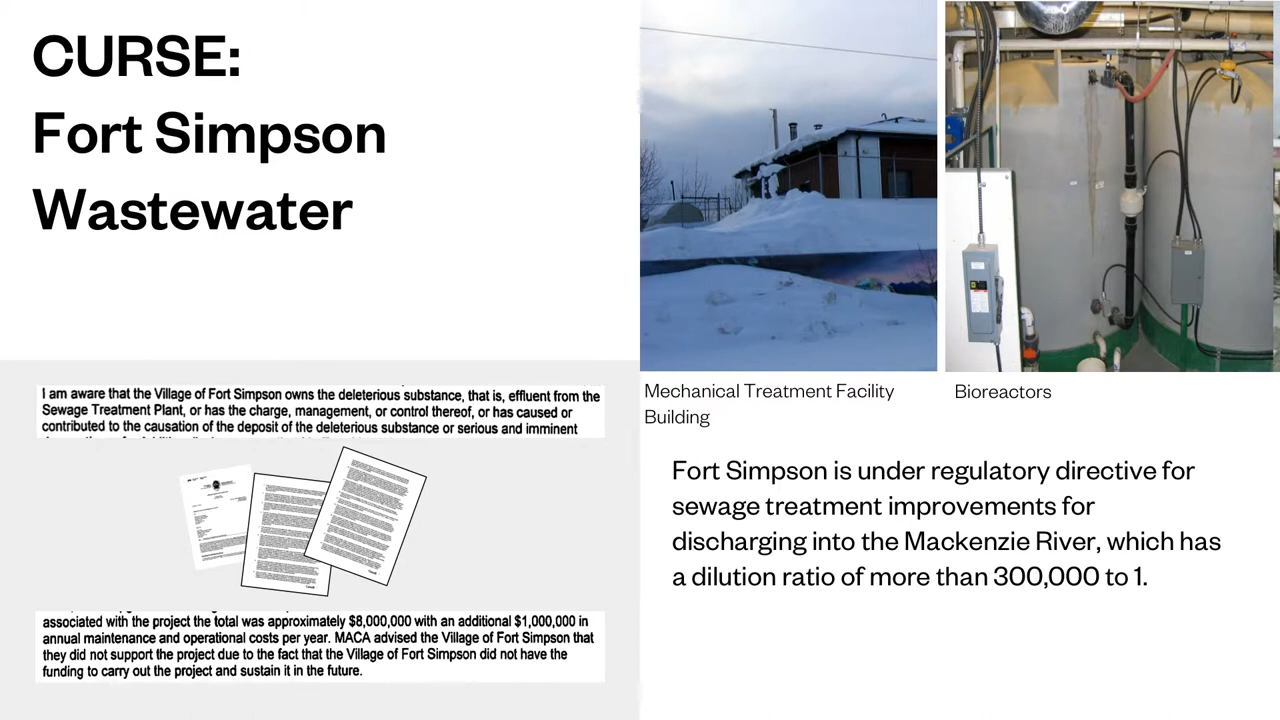 CURSE:
Fort Simpson
Wastewater
I am aware that the Village of Fort Simpson owns the deleterious substance, that is, effluent from the
Sewage Treatment Plant, or has the charge, management, or control thereof, or has caused or
contributed to the causation of the deposit of the deleterious substance or serious and imminent
associated with the project the total was approximately $8,000,000 with an additional $1,000,000 in
annual maintenance and operational costs per year. MACA advised the Village of Fort Simpson that
they did not support the project due to the fact that the Village of Fort Simpson did not have the
funding to carry out the project and sustain it in the future.
Mechanical Treatment Facility
Building
Bioreactors
Fort Simpson is under regulatory directive for
sewage treatment improvements for
discharging into the Mackenzie River, which has
a dilution ratio of more than 300,000 to 1.